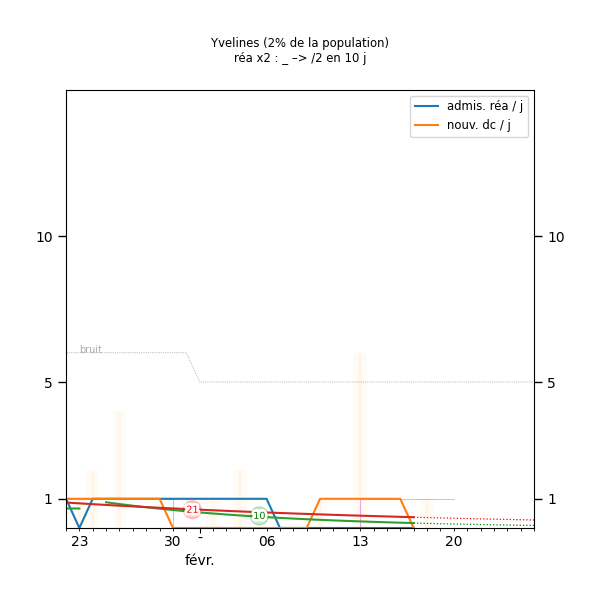 Yvelines (2% de la population)
réa x2 : _ –> /2 en 10 j
admis. réa / j
nouv. dc / j
10 10
bruit
5 5
1 1
21
10
23 30 - 06 13 20
févr.